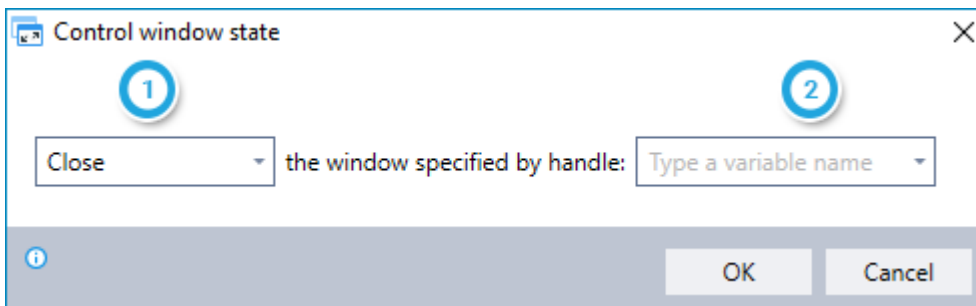 Control window state
1
2
Close the window specified by handle: Type a variable name
OK Cancel